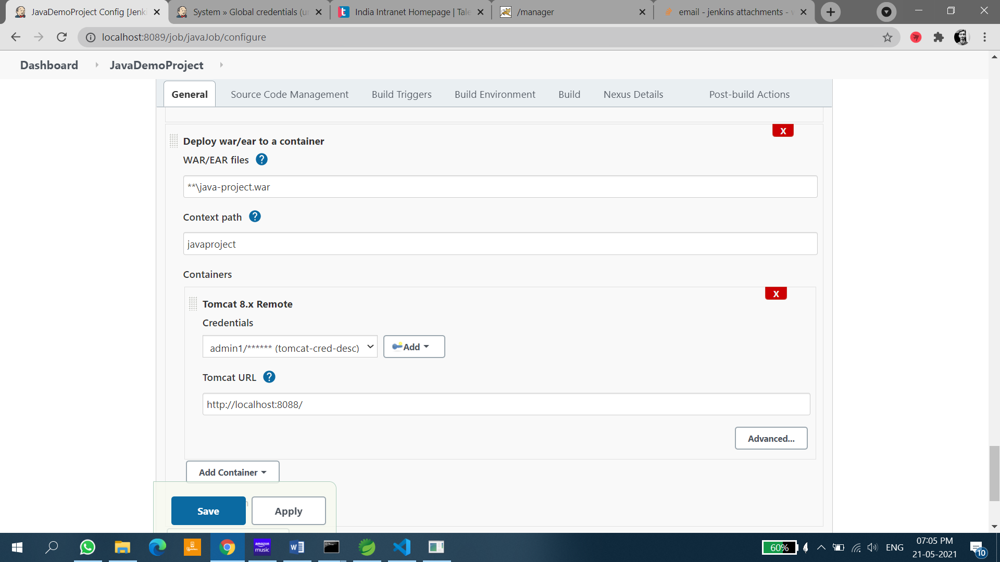 JavaDemoProject Config [Jenki
System » Global credentials (un
India Intranet Homepage | Tale
/manager
email - jenkins attachments - w
localhost:8089/job/javaJob/configure
Dashboard
JavaDemoProject
General
Source Code Management
Build Triggers
Build Environment
Build
Nexus Details
Post-build Actions
X
Deploy war/ear to a container
WAR/EAR files ?
**\java-project.war
Context path ?
javaproject
Containers
X
Tomcat 8.x Remote
Credentials
admin1/****** (tomcat-cred-desc)
Add
Tomcat URL ?
http://localhost:8088/
Advanced...
Add Container
Save
Apply
amazon music
60%
ENG
07:05 PM
21-05-2021
10